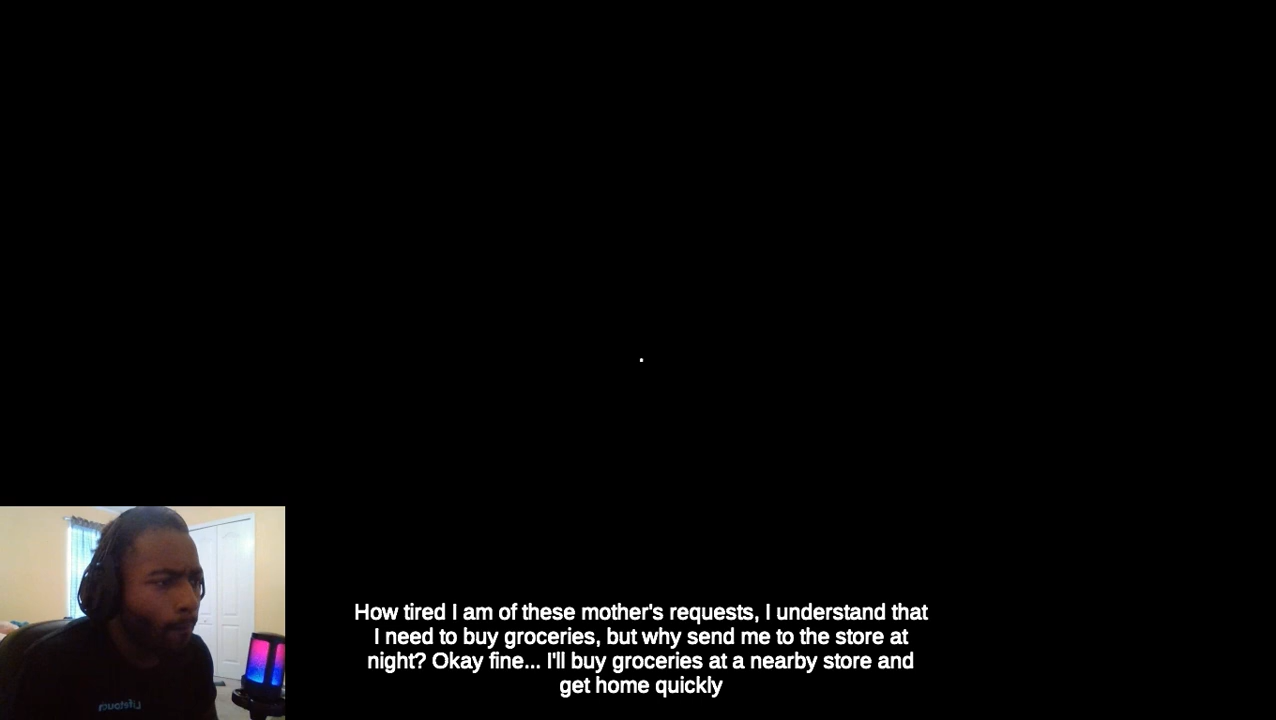 How tired I am of these mother's requests, I understand that
I need to buy groceries, but why send me to the store at
night? Okay fine... I'll buy groceries at a nearby store and
get home quickly
Lifetouch